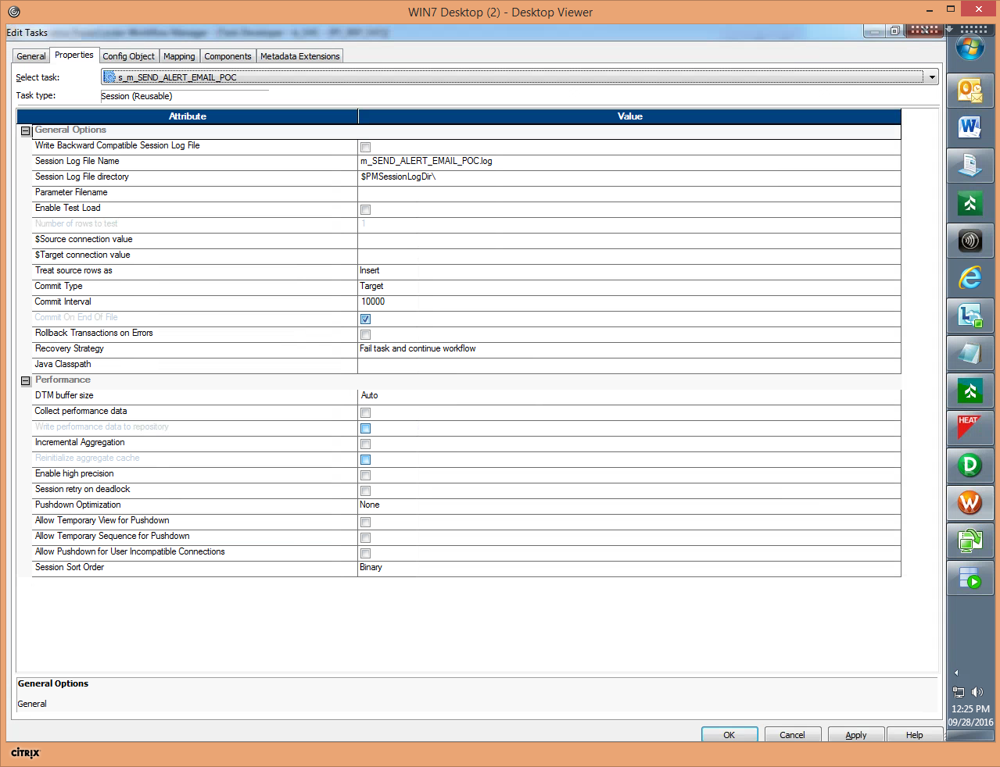 WIN7 Desktop (2) - Desktop Viewer
Edit Tasks
General Properties Config Object Mapping Components Metadata Extensions
Select task: s_m_SEND_ALERT_EMAIL_POC
Task type: Session (Reusable)
Attribute Value
General Options
Write Backward Compatible Session Log File
Session Log File Name m_SEND_ALERT_EMAIL_POC.log
Session Log File directory $PMSessionLogDir\
Parameter Filename
Enable Test Load
Number of rows to test 1
$Source connection value
$Target connection value
Treat source rows as Insert
Commit Type Target
Commit Interval 10000
Commit On End Of File
Rollback Transactions on Errors
Recovery Strategy Fail task and continue workflow
Java Classpath
Performance
DTM buffer size Auto
Collect performance data
Write performance data to repository
Incremental Aggregation
Reinitialize aggregate cache
Enable high precision
Session retry on deadlock
Pushdown Optimization None
Allow Temporary View for Pushdown
Allow Temporary Sequence for Pushdown
Allow Pushdown for User Incompatible Connections
Session Sort Order Binary
General Options
General
OK Cancel Apply Help
HEAT
12:25 PM
09/28/2016
CITRIX